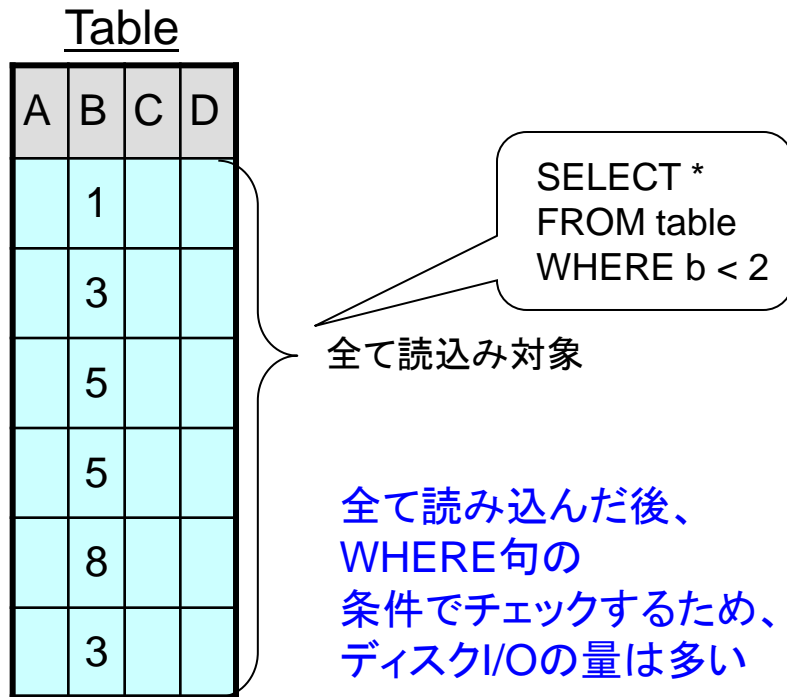 Table
A B C D
1
3
5
5
8
3
SELECT *
FROM table
WHERE b < 2
全て読込み対象
全て読み込んだ後、
WHERE句の
条件でチェックするため、
ディスクI/Oの量は多い